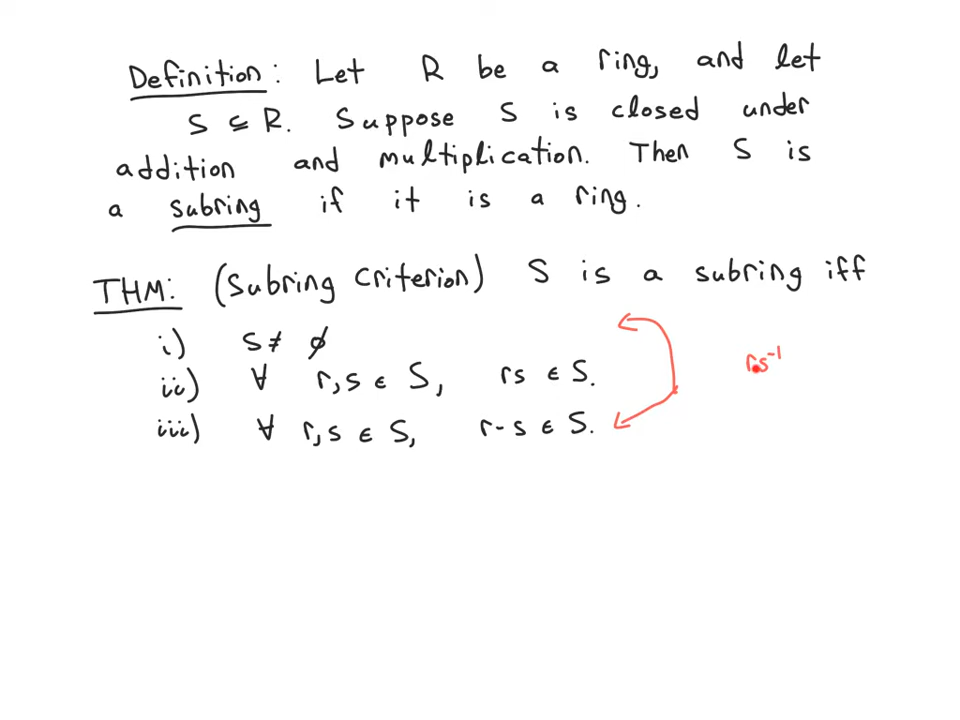 Definition: Let R be a ring, and let
S ⊆ R. Suppose S is closed under
addition and multiplication. Then S is
a subring if it is a ring.
THM: (Subring Criterion) S is a subring iff
i) S ≠ ∅
ii) ∀ r,s ∈ S, rs ∈ S.
iii) ∀ r,s ∈ S, r-s ∈ S.
rs⁻¹